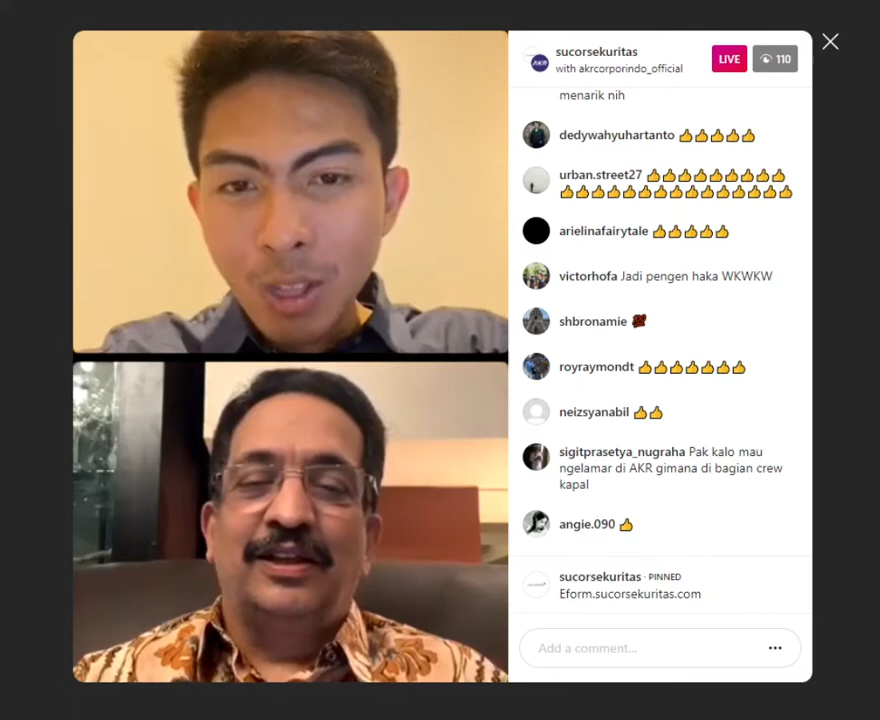 sucorsekuritas
with akrcorporindo_official
AKR
LIVE
110
menarik nih
dedywahyuhartanto 👍👍👍👍👍
urban.street27 👍👍👍👍👍👍👍👍👍
👍👍👍👍👍👍👍👍👍👍👍👍👍👍👍
arielinafairytale 👍👍👍👍👍
victorhofa Jadi pengen haka WKWKW
shbronamie
royraymondt 👍👍👍👍👍👍👍
neizsyanabil 👍👍
sigitprasetya_nugraha Pak kalo mau
ngelamar di AKR gimana di bagian crew
kapal
angie.090 👍
sucorsekuritas · PINNED
Eform.sucorsekuritas.com
Add a comment...